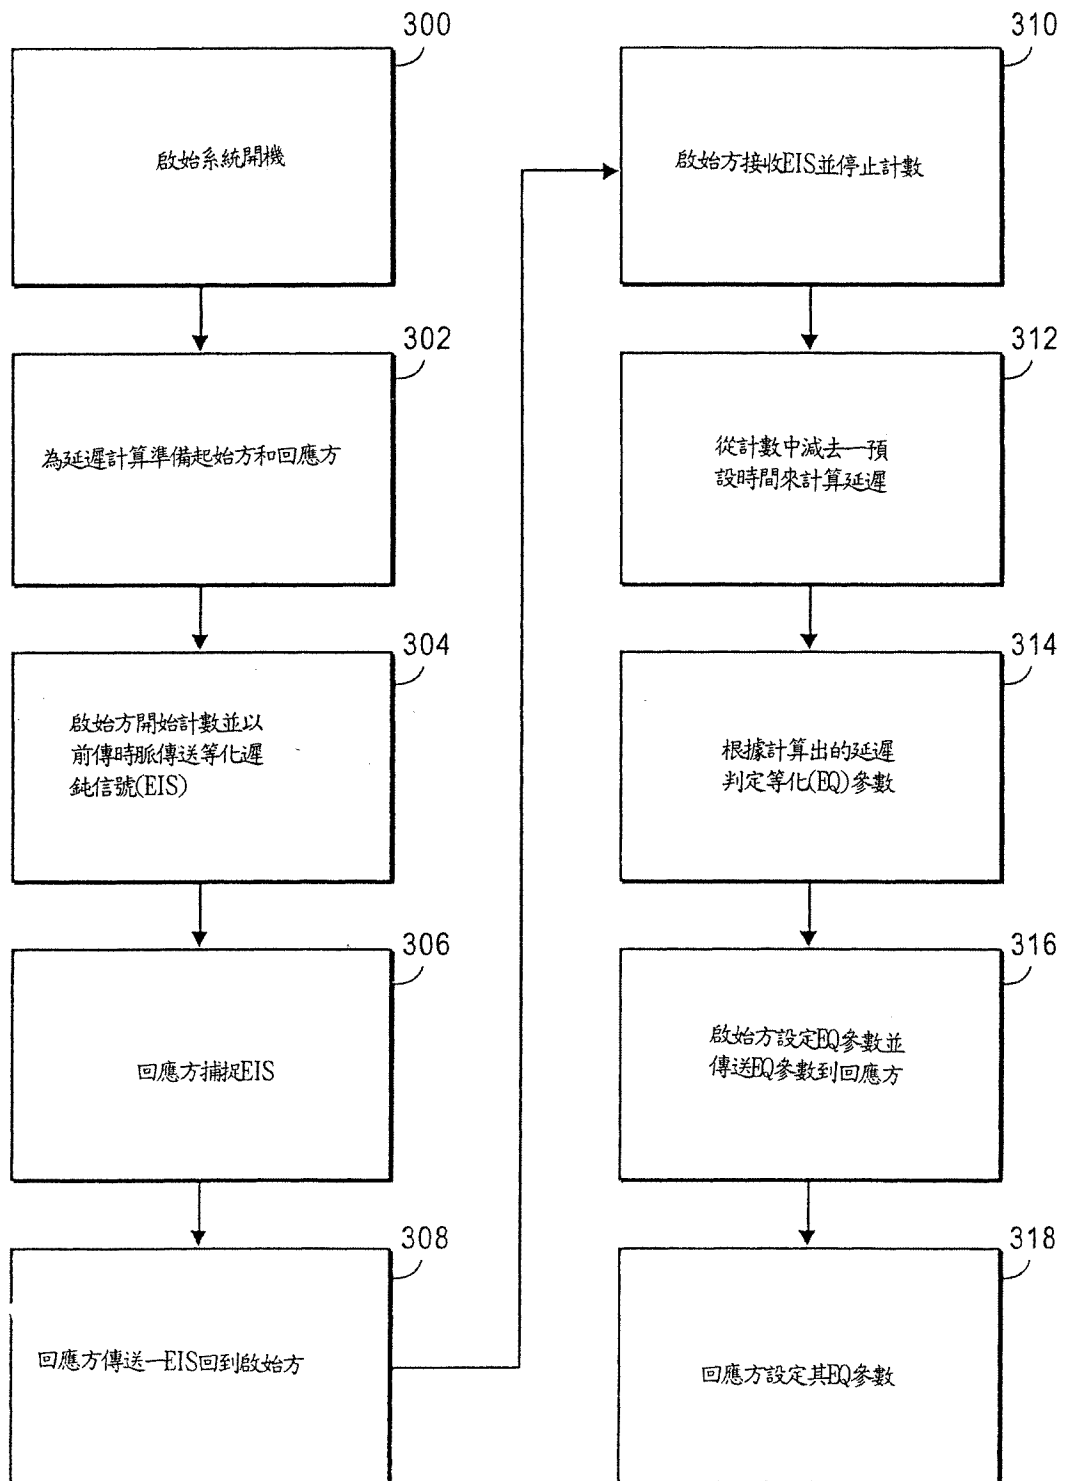 300
啟始系統開機
302
為延遲計算準備起始方和回應方
304
啟始方開始計數並以
前傳時脈傳送等化遲
鈍信號(EIS)
306
回應方捕捉EIS
308
回應方傳送一EIS回到啟始方
310
啟始方接收EIS並停止計數
312
從計數中減去一預
設時間來計算延遲
314
根據計算出的延遲
判定等化(EQ)參數
316
啟始方設定EQ參數並
傳送EQ參數到回應方
318
回應方設定其EQ參數